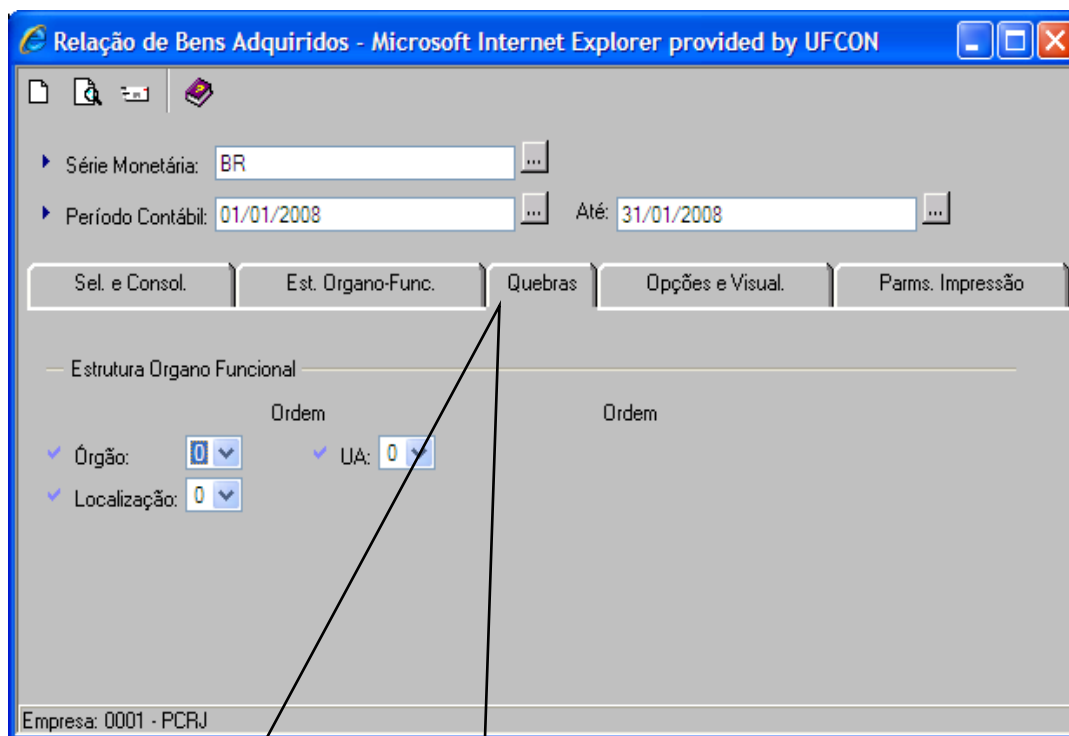 Relação de Bens Adquiridos - Microsoft Internet Explorer provided by UFCON
Série Monetária: BR ...
Período Contábil: 01/01/2008 ... Até: 31/01/2008 ...
Sel. e Consol. Est. Organo-Func. Quebras Opções e Visual. Parms. Impressão
Estrutura Organo Funcional
Ordem Ordem
Órgão: 0 UA: 0
Localização: 0
Empresa: 0001 - PCRJ